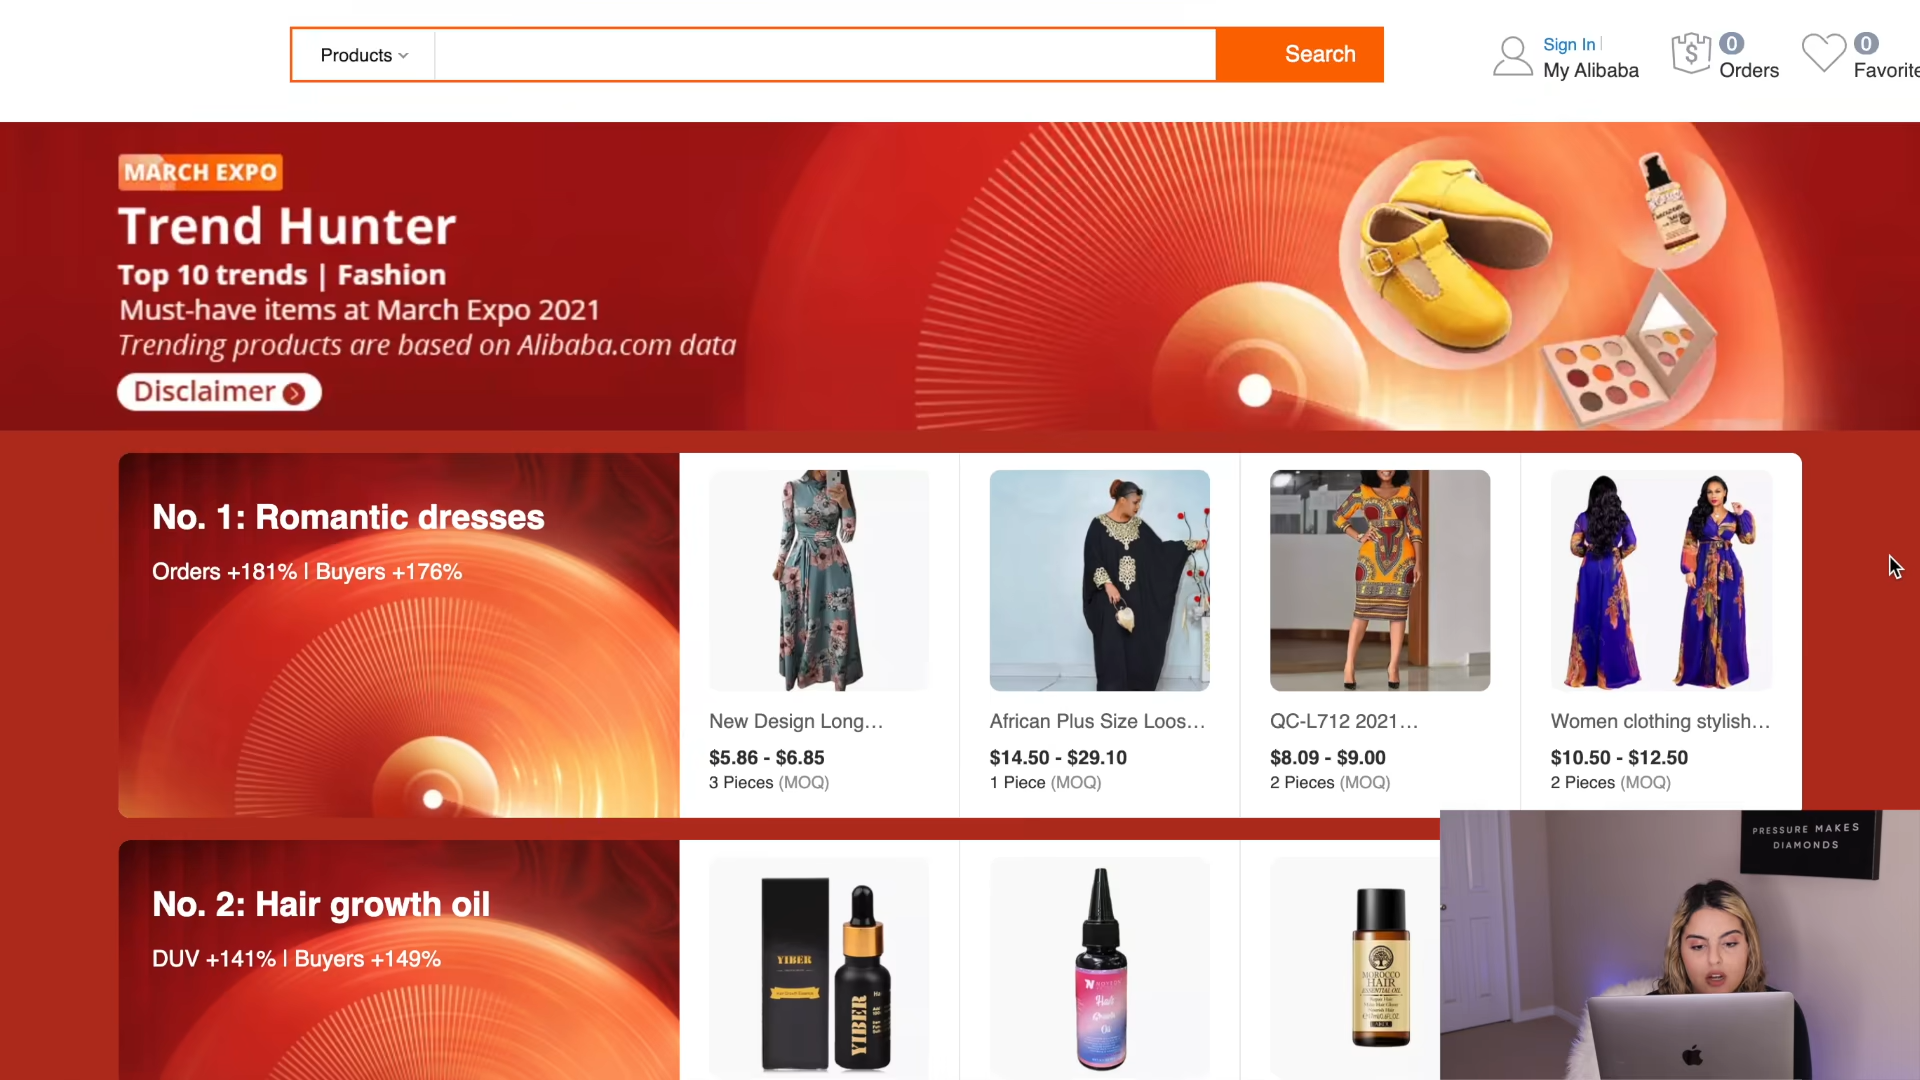 Products
Search
Sign In
My Alibaba
0
Orders
0
Favorite
MARCH EXPO
Trend Hunter
Top 10 trends | Fashion
Must-have items at March Expo 2021
Trending products are based on Alibaba.com data
Disclaimer
No. 1: Romantic dresses
Orders +181% | Buyers +176%
New Design Long...
$5.86 - $6.85
3 Pieces (MOQ)
African Plus Size Loos...
$14.50 - $29.10
1 Piece (MOQ)
QC-L712 2021...
$8.09 - $9.00
2 Pieces (MOQ)
Women clothing stylish...
$10.50 - $12.50
2 Pieces (MOQ)
No. 2: Hair growth oil
DUV +141% | Buyers +149%
YIBER
YIBER
Hair
Growth
Oil
MOROCCO
HAIR
ESSENTIAL OIL
PRESSURE MAKES
DIAMONDS